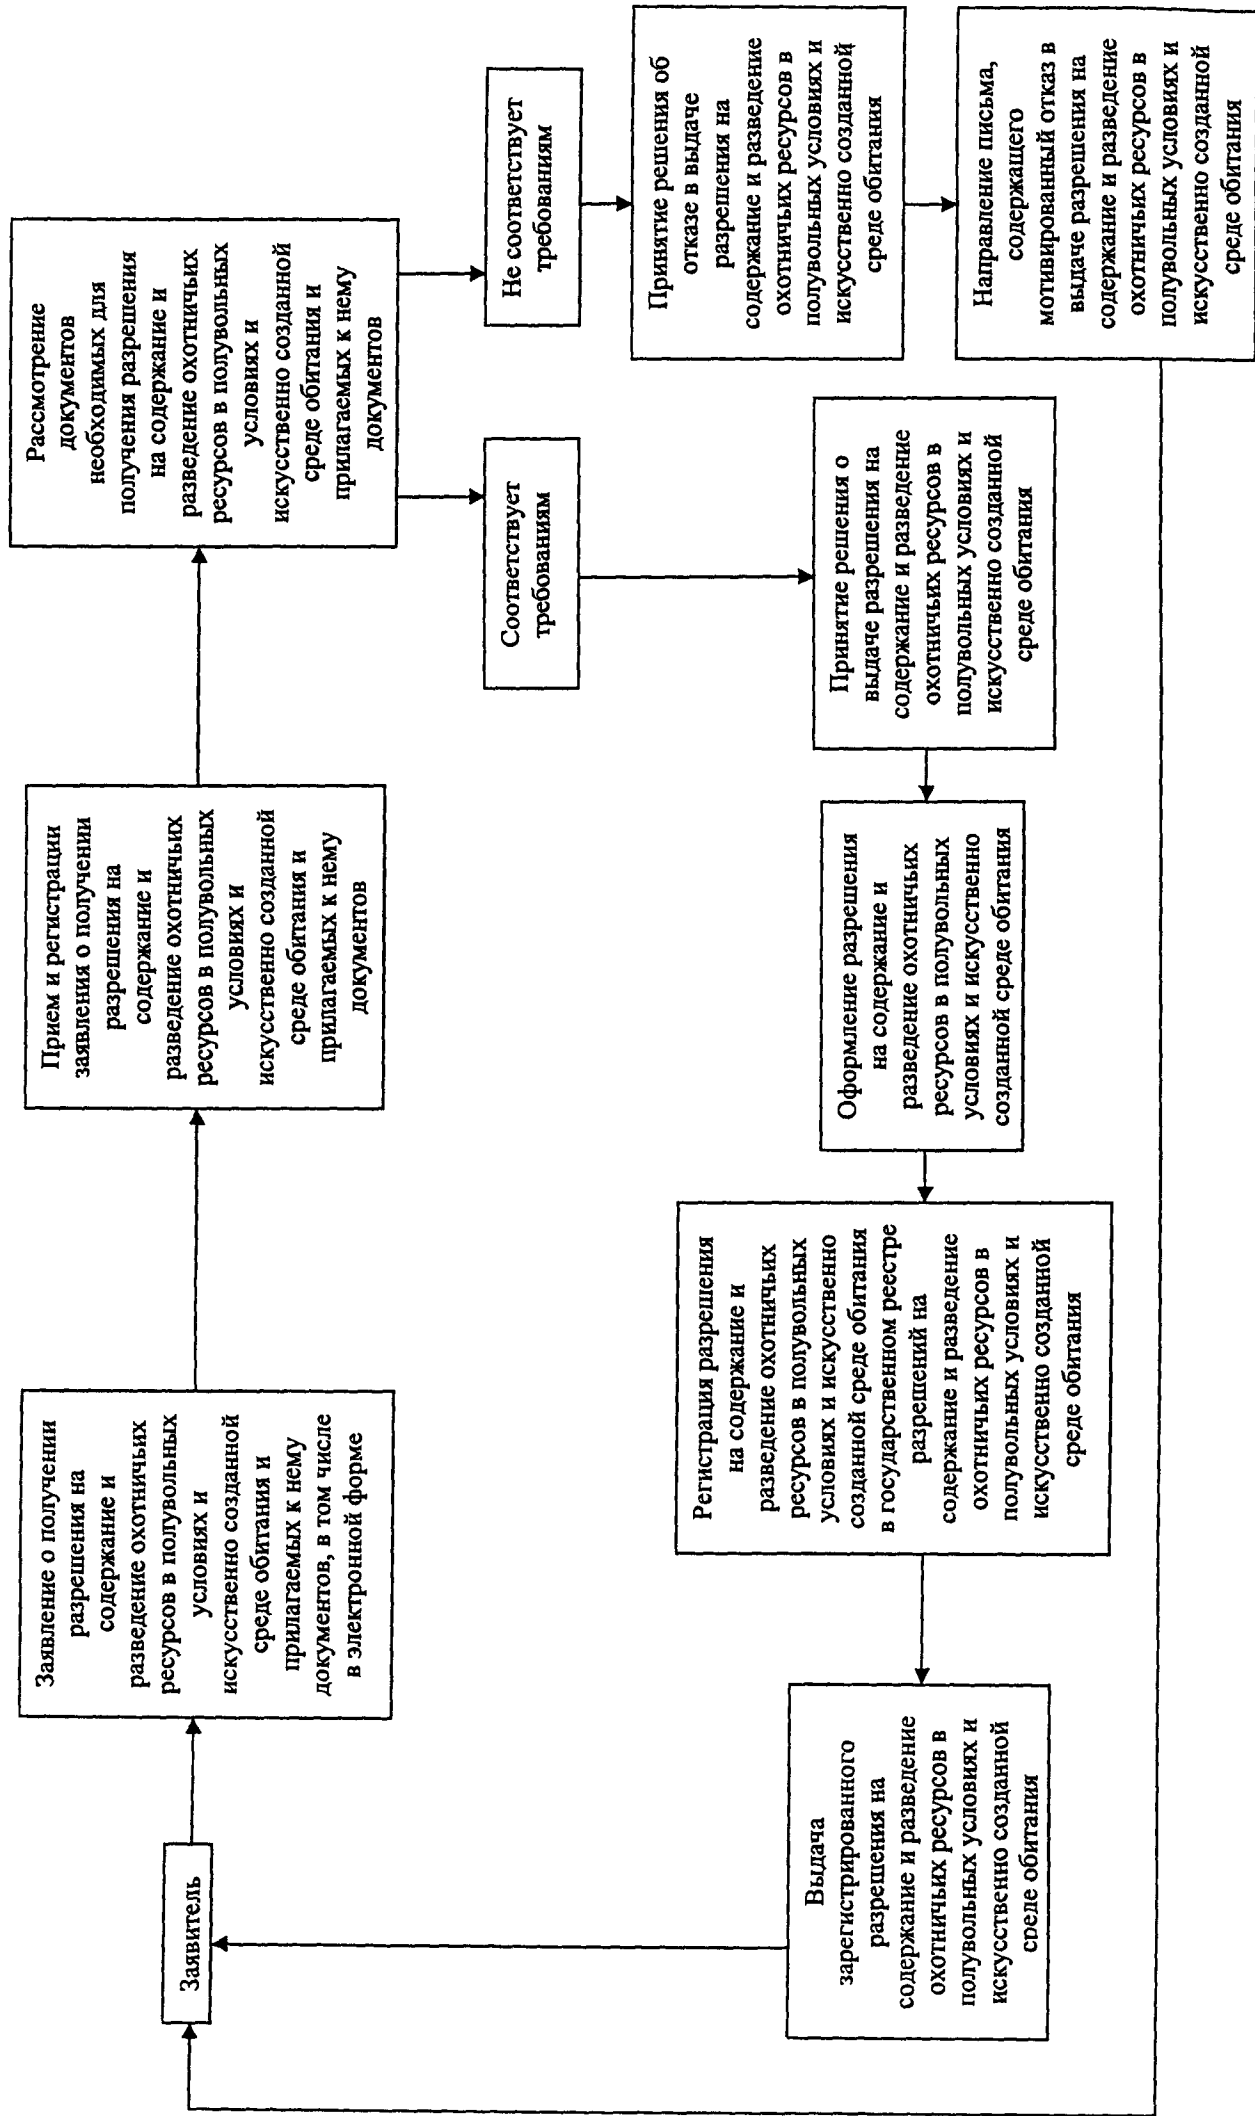 Заявитель
Заявление о получении
разрешения на
содержание и
разведение охотничьих
ресурсов в полувольных
условиях и
искусственно созданной
среде обитания и
прилагаемых к нему
документов, в том числе
в электронной форме
Прием и регистрации
заявления о получении
разрешения на
содержание и
разведение охотничьих
ресурсов в полувольных
условиях и
искусственно созданной
среде обитания и
прилагаемых к нему
документов
Рассмотрение
документов
необходимых для
получения разрешения
на содержание и
разведение охотничьих
ресурсов в полувольных
условиях и
искусственно созданной
среде обитания и
прилагаемых к нему
документов
Соответствует
требованиям
Не соответствует
требованиям
Принятие решения об
отказе в выдаче
разрешения на
содержание и разведение
охотничьих ресурсов в
полувольных условиях и
искусственно созданной
среде обитания
Направление письма,
содержащего
мотивированный отказ в
выдаче разрешения на
содержание и разведение
охотничьих ресурсов в
полувольных условиях и
искусственно созданной
среде обитания
Принятие решения о
выдаче разрешения на
содержание и разведение
охотничьих ресурсов в
полувольных условиях и
искусственно созданной
среде обитания
Оформление разрешения
на содержание и
разведение охотничьих
ресурсов в полувольных
условиях и искусственно
созданной среде обитания
Регистрация разрешения
на содержание и
разведение охотничьих
ресурсов в полувольных
условиях и искусственно
созданной среде обитания
в государственном реестре
разрешений на
содержание и разведение
охотничьих ресурсов в
полувольных условиях и
искусственно созданной
среде обитания
Выдача
зарегистрированного
разрешения на
содержание и разведение
охотничьих ресурсов в
полувольных условиях и
искусственно созданной
среде обитания